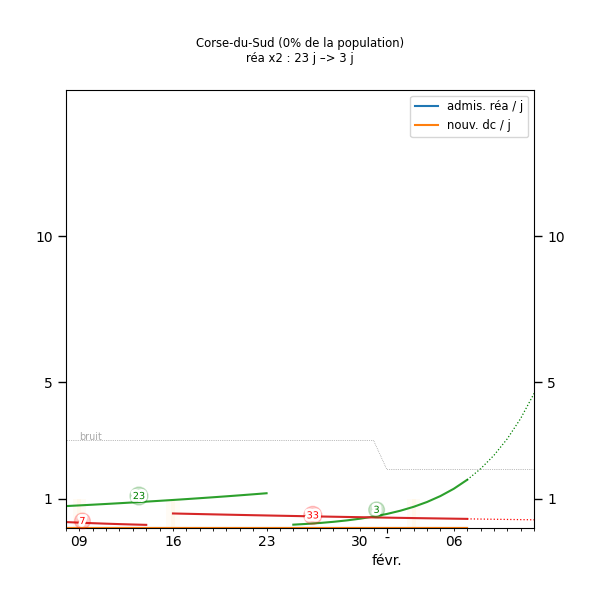 Corse-du-Sud (0% de la population)
réa x2 : 23 j –> 3 j
admis. réa / j
nouv. dc / j
10 10
5 5
bruit
1 1
23
3
33
7
09 16 23 30 - 06
févr.